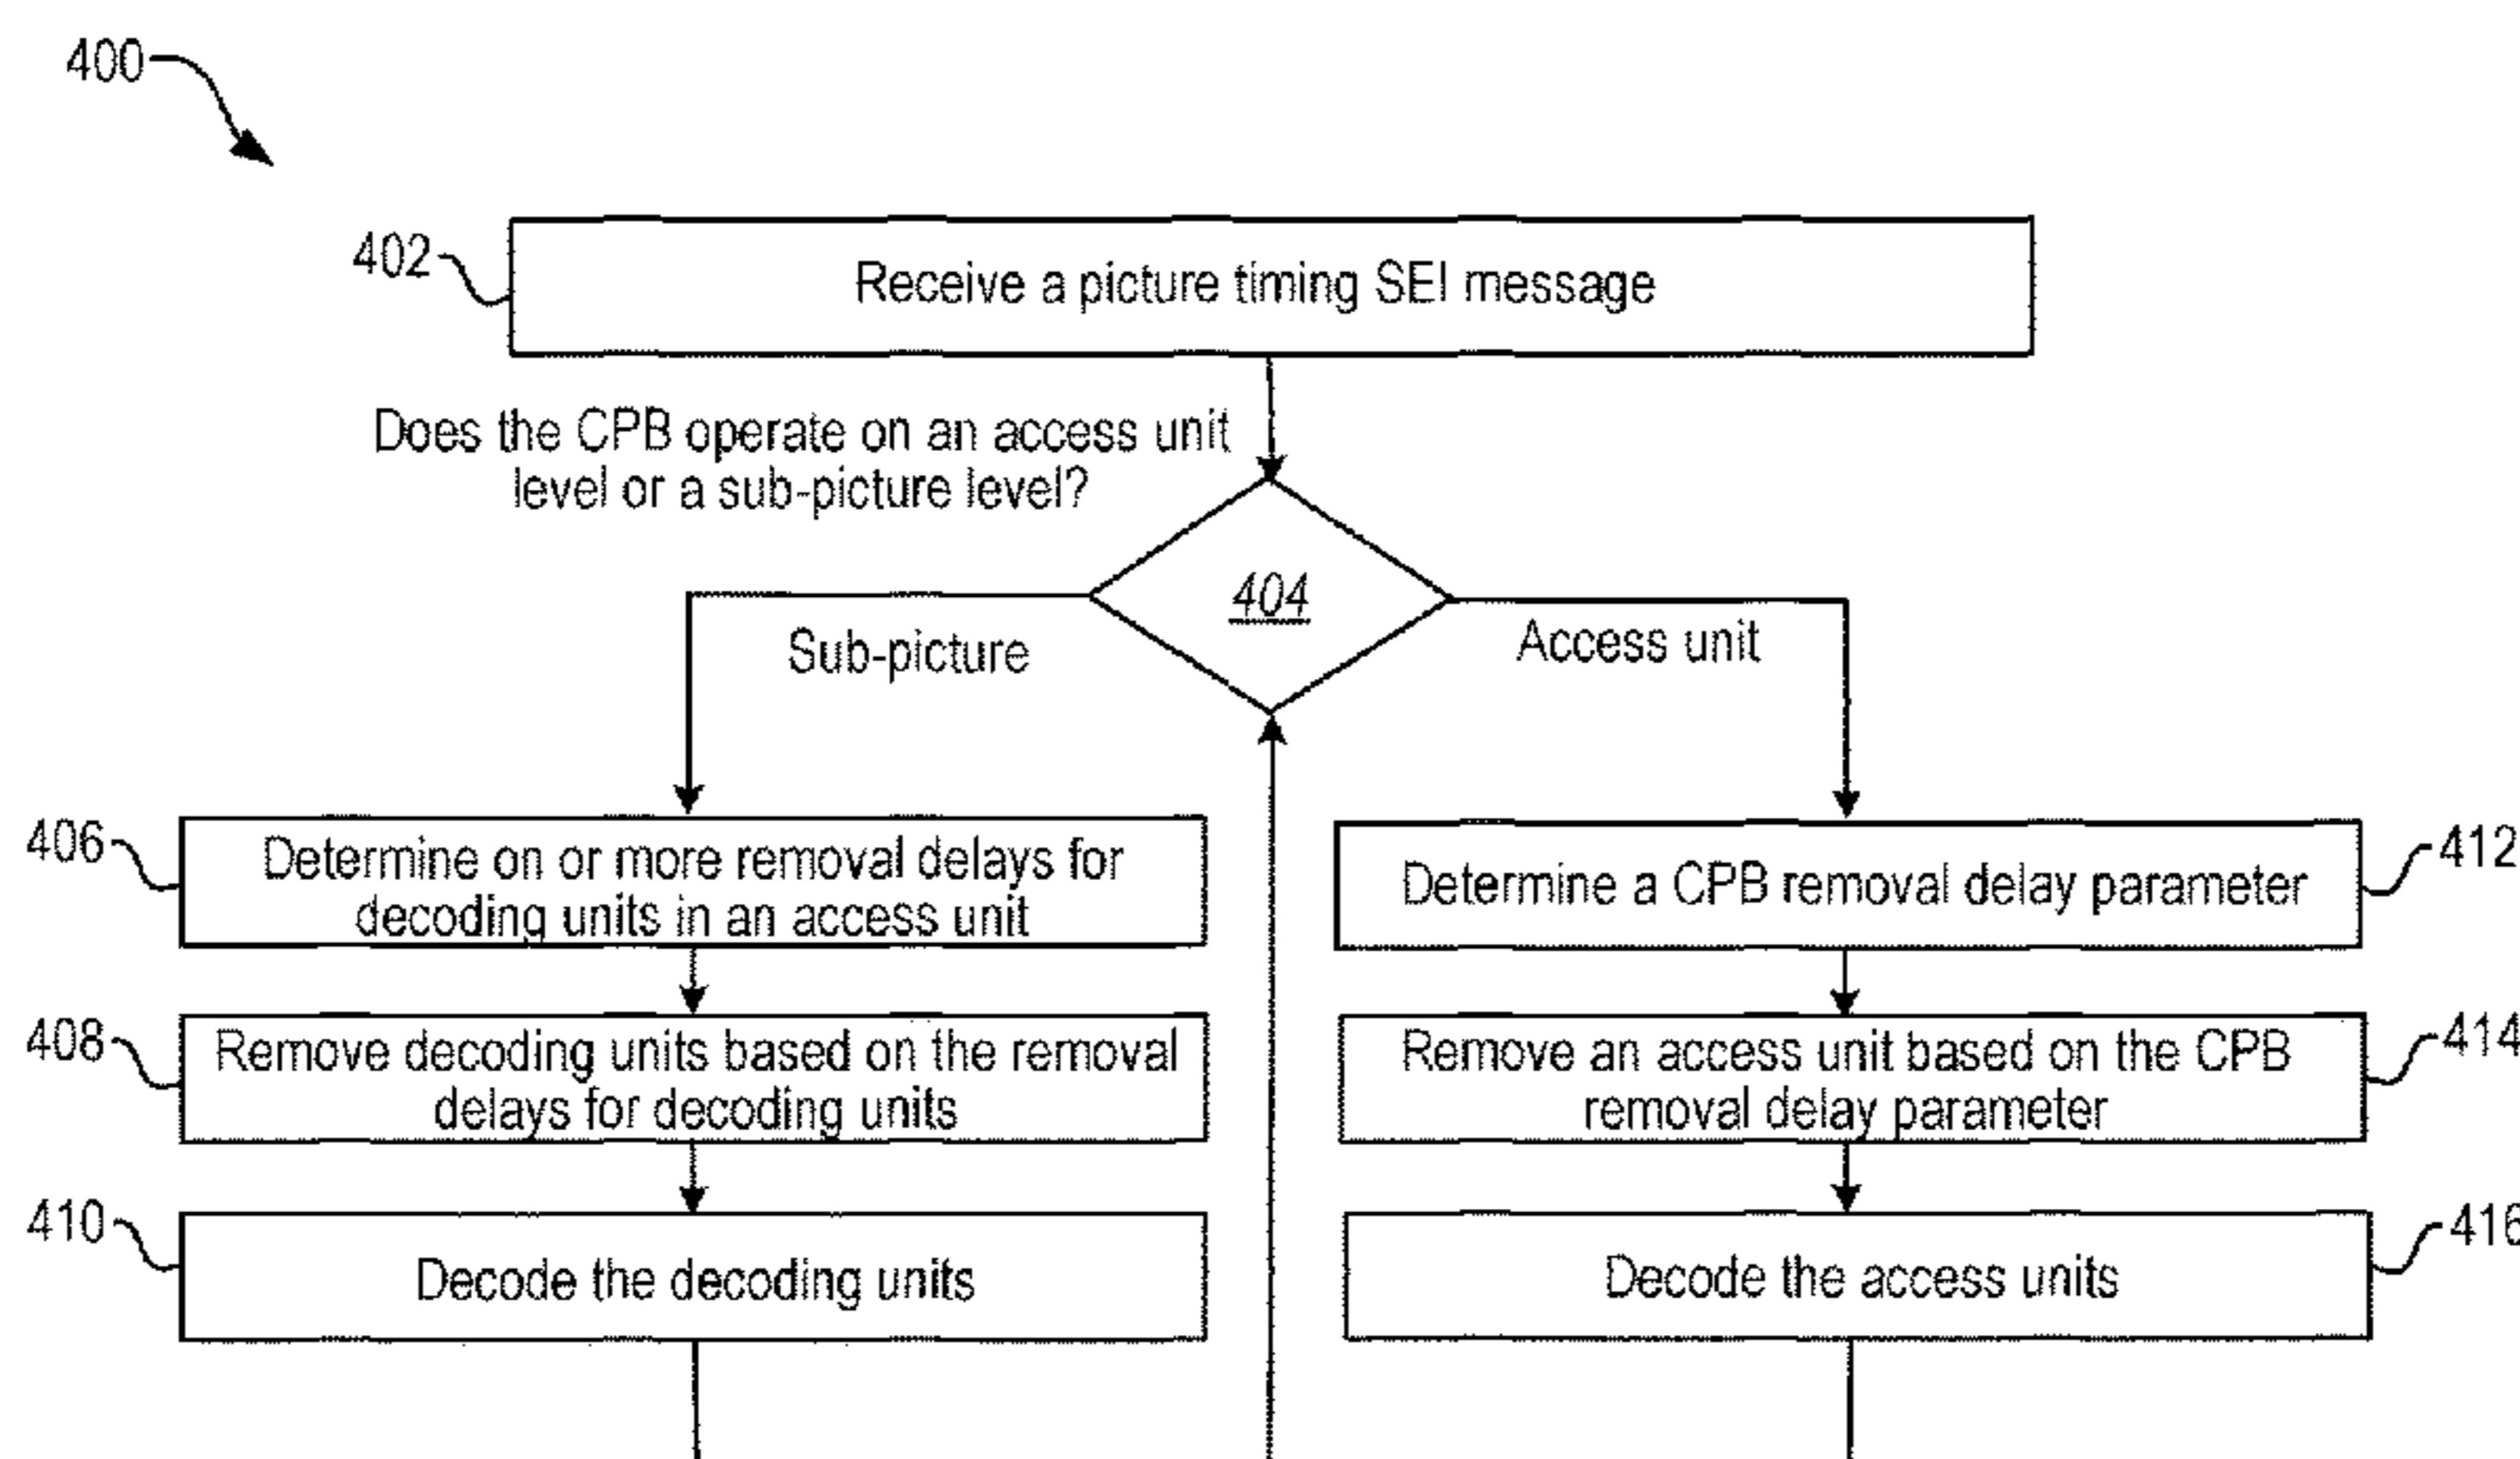 400
402
Receive a picture timing SEI message
Does the CPB operate on an access unit
level or a sub-picture level?
404
Sub-picture
Access unit
406
Determine on or more removal delays for
decoding units in an access unit
Determine a CPB removal delay parameter
412
408
Remove decoding units based on the removal
delays for decoding units
Remove an access unit based on the CPB
removal delay parameter
414
410
Decode the decoding units
Decode the access units
416